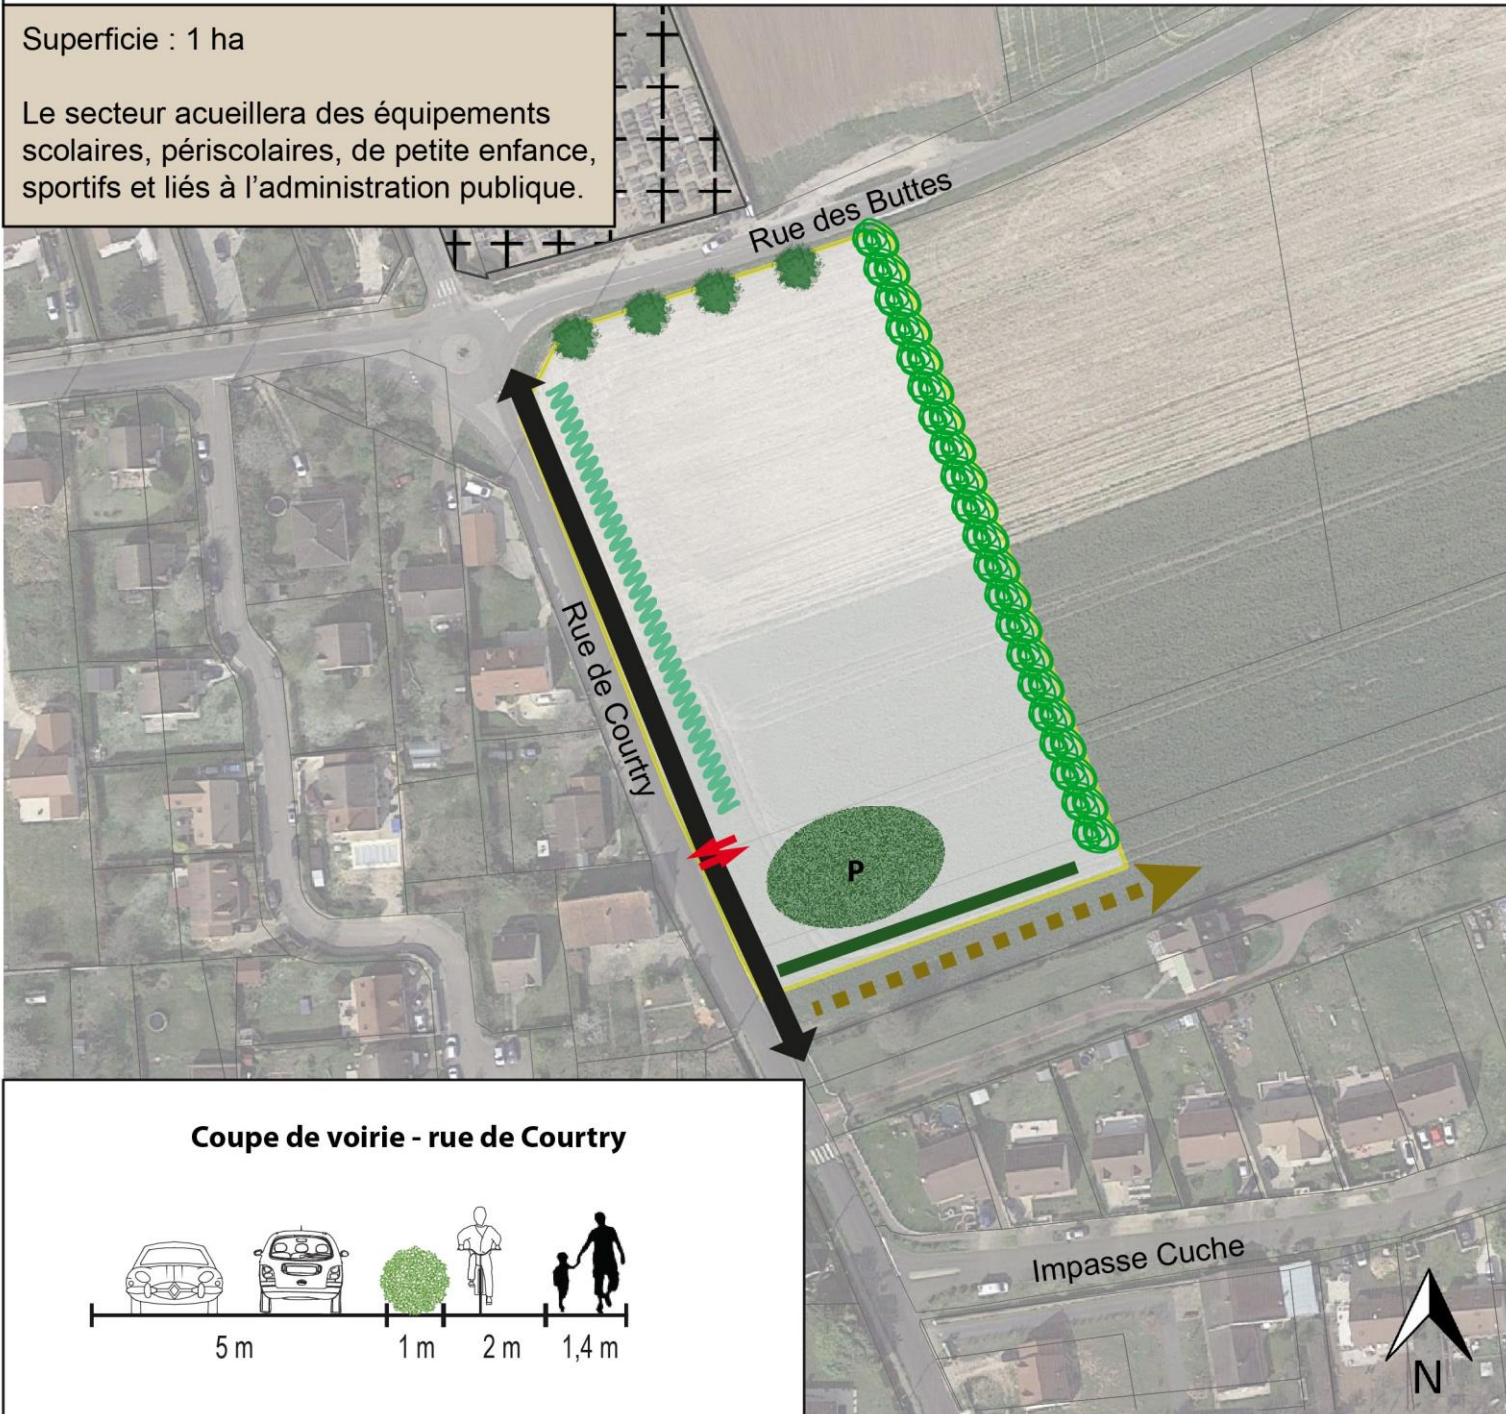 Superficie : 1 ha
Le secteur acueillera des équipements
scolaires, périscolaires, de petite enfance,
sportifs et liés à l'administration publique.
Rue des Buttes
Rue de Courtry
P
Coupe de voirie - rue de Courtry
5 m 1 m 2 m 1,4 m
Impasse Cuche
N